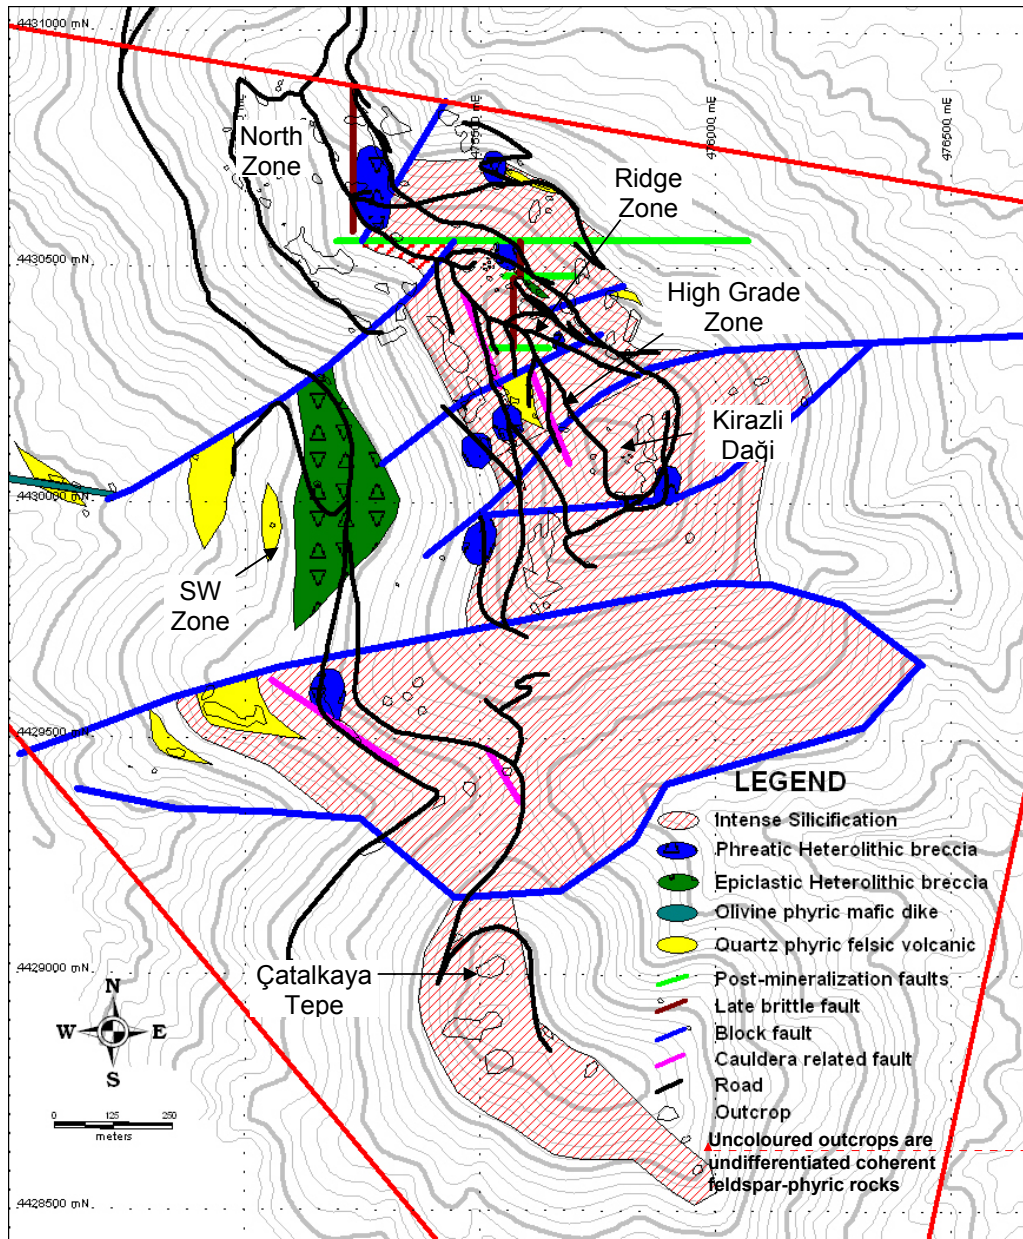 4431000 mN
mE
475500 mE
476000 mE
476500 mE
North
Zone
Ridge
Zone
4430500 mN
High Grade
Zone
Kirazli
Daği
4430000 mN
SW
Zone
4429500 mN
LEGEND
Intense Silicification
Phreatic Heterolithic breccia
Epiclastic Heterolithic breccia
Olivine phyric mafic dike
Quartz phyric felsic volcanic
4429000 mN
Çatalkaya
Tepe
Post-mineralization faults
Late brittle fault
Block fault
Cauldera related fault
Road
Outcrop
Uncoloured outcrops are
undifferentiated coherent
feldspar-phyric rocks
N
W E
S
0 125 250
meters
4428500 mN